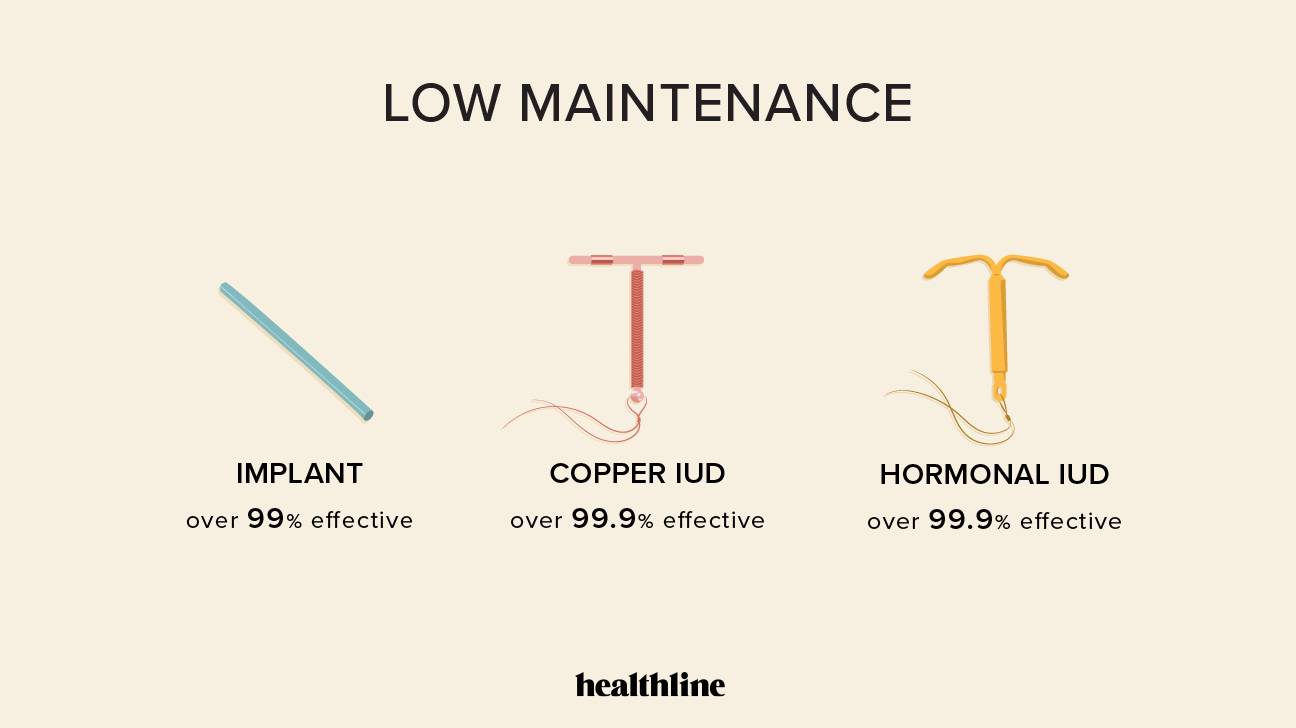 LOW MAINTENANCE
IMPLANT
over 99% effective
COPPER IUD
over 99.9% effective
HORMONAL IUD
over 99.9% effective
healthline